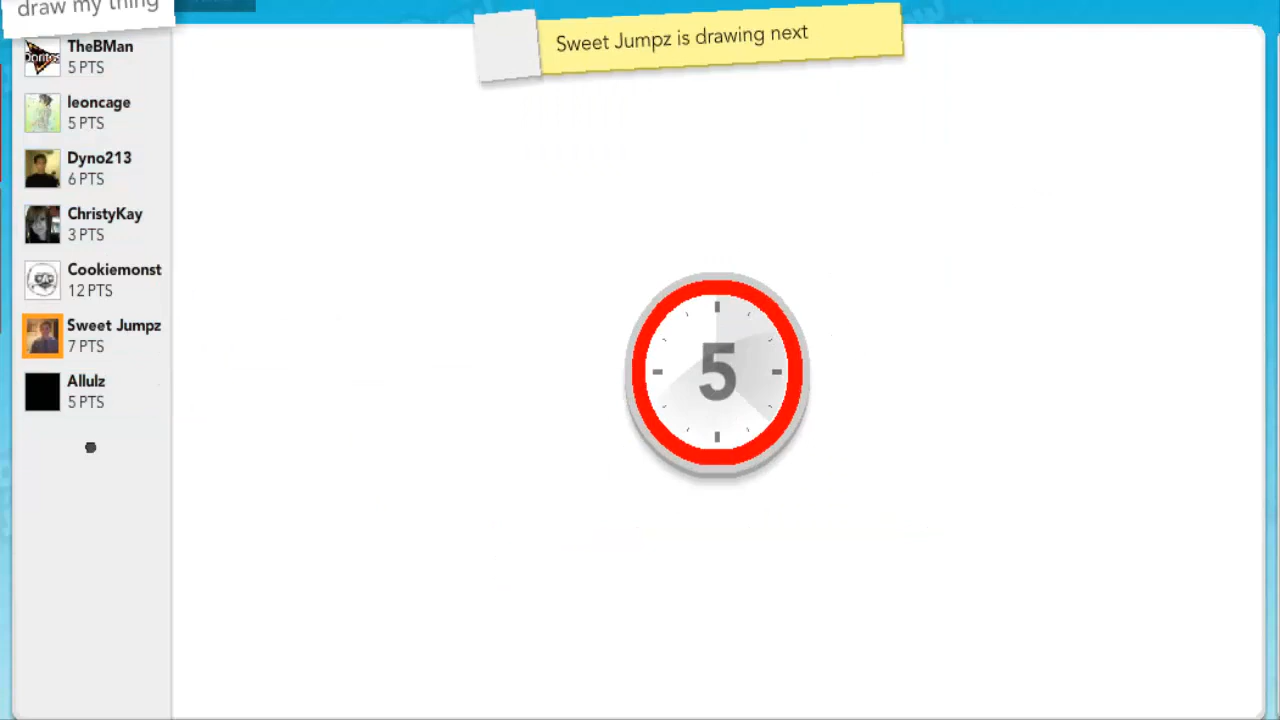 draw my thing
Sweet Jumpz is drawing next
TheBMan
5 PTS
Doritos
leoncage
5 PTS
Dyno213
6 PTS
ChristyKay
3 PTS
Cookiemonst
12 PTS
Sweet Jumpz
7 PTS
Allulz
5 PTS
5